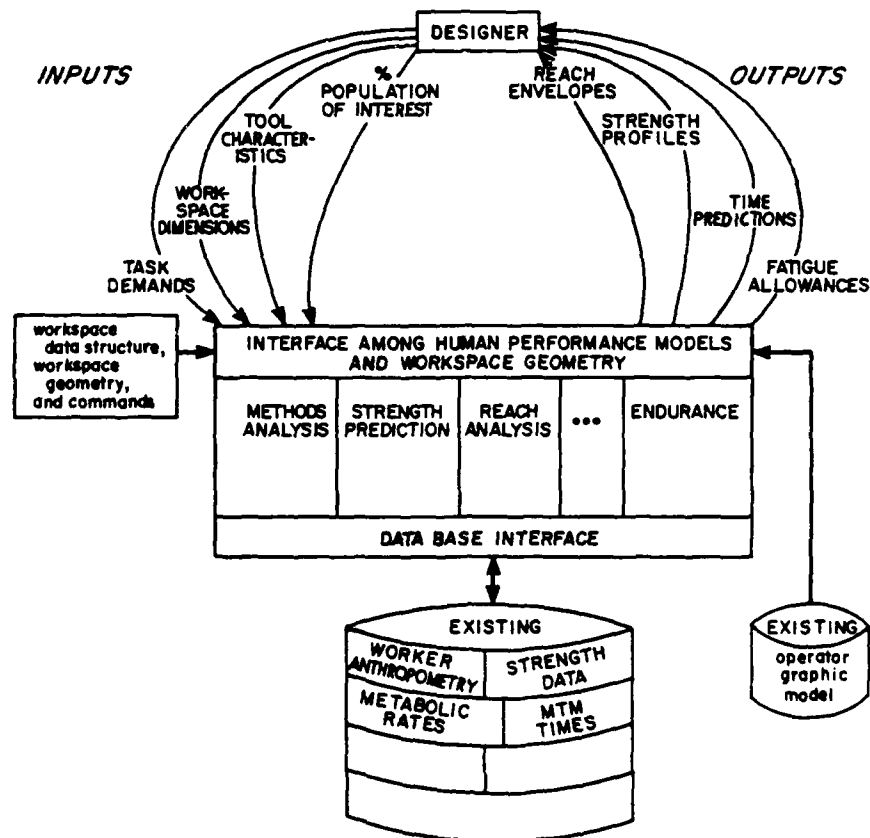 DESIGNER
INPUTS
OUTPUTS
%
POPULATION
OF INTEREST
REACH
ENVELOPES
TOOL
CHARACTER-
ISTICS
STRENGTH
PROFILES
WORK-
SPACE
DIMENSIONS
TIME
PREDICTIONS
TASK
DEMANDS
FATIGUE
ALLOWANCES
workspace
data structure,
workspace
geometry,
and commands
INTERFACE AMONG HUMAN PERFORMANCE MODELS
AND WORKSPACE GEOMETRY
METHODS
ANALYSIS
STRENGTH
PREDICTION
REACH
ANALYSIS
•••
ENDURANCE
DATA BASE INTERFACE
EXISTING
WORKER
ANTHROPOMETRY
STRENGTH
DATA
METABOLIC
RATES
MTM
TIMES
EXISTING
operator
graphic
model